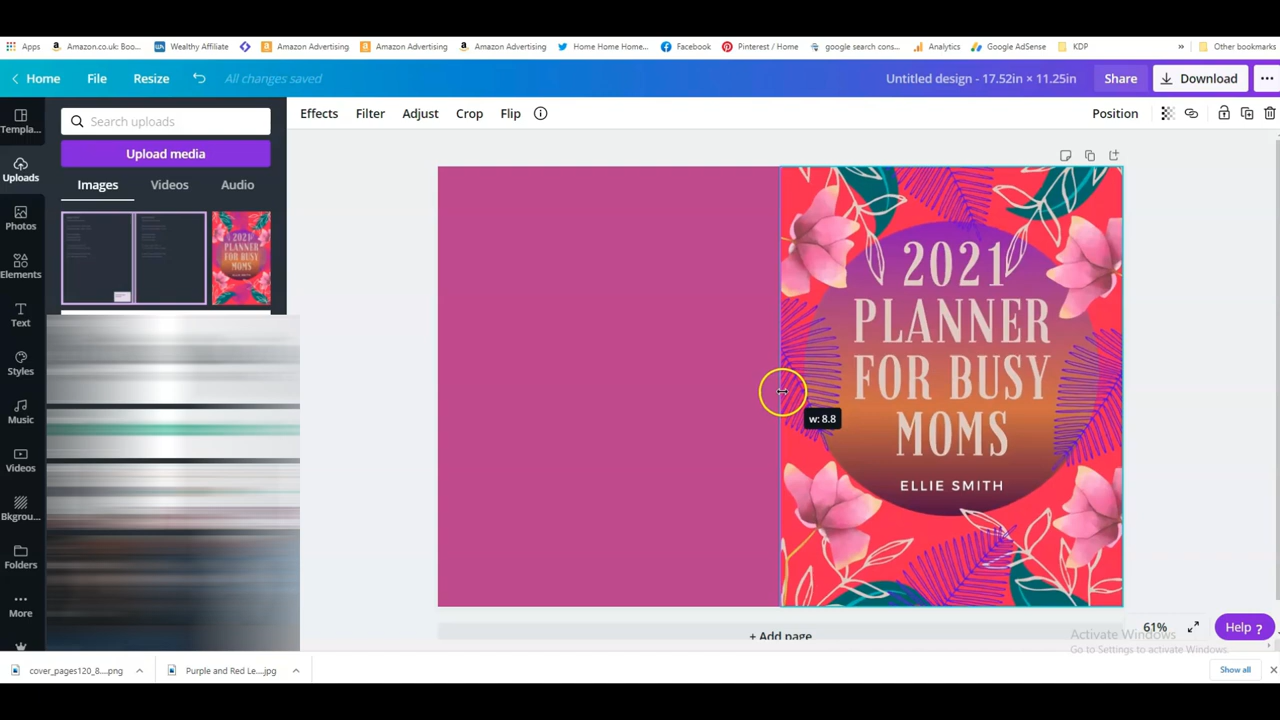 Apps
Amazon.co.uk: Boo...
Wealthy Affiliate
Amazon Advertising
Amazon Advertising
Amazon Advertising
Home Home Home...
Facebook
Pinterest / Home
google search cons...
Analytics
Google AdSense
KDP
»
Other bookmarks
Home
File
Resize
All changes saved
Untitled design - 17.52in × 11.25in
Share
Download
Templa...
Uploads
Photos
Elements
Text
Styles
Music
Videos
Bkgrou...
Folders
More
Search uploads
Upload media
Images
Videos
Audio
2021
PLANNER
FOR BUSY
MOMS
Effects
Filter
Adjust
Crop
Flip
Position
2021
PLANNER
FOR BUSY
MOMS
ELLIE SMITH
w: 8.8
+ Add page
61%
Help ?
Activate Windows
Go to Settings to activate Windows.
cover_pages120_8....png
Purple and Red Le....jpg
Show all